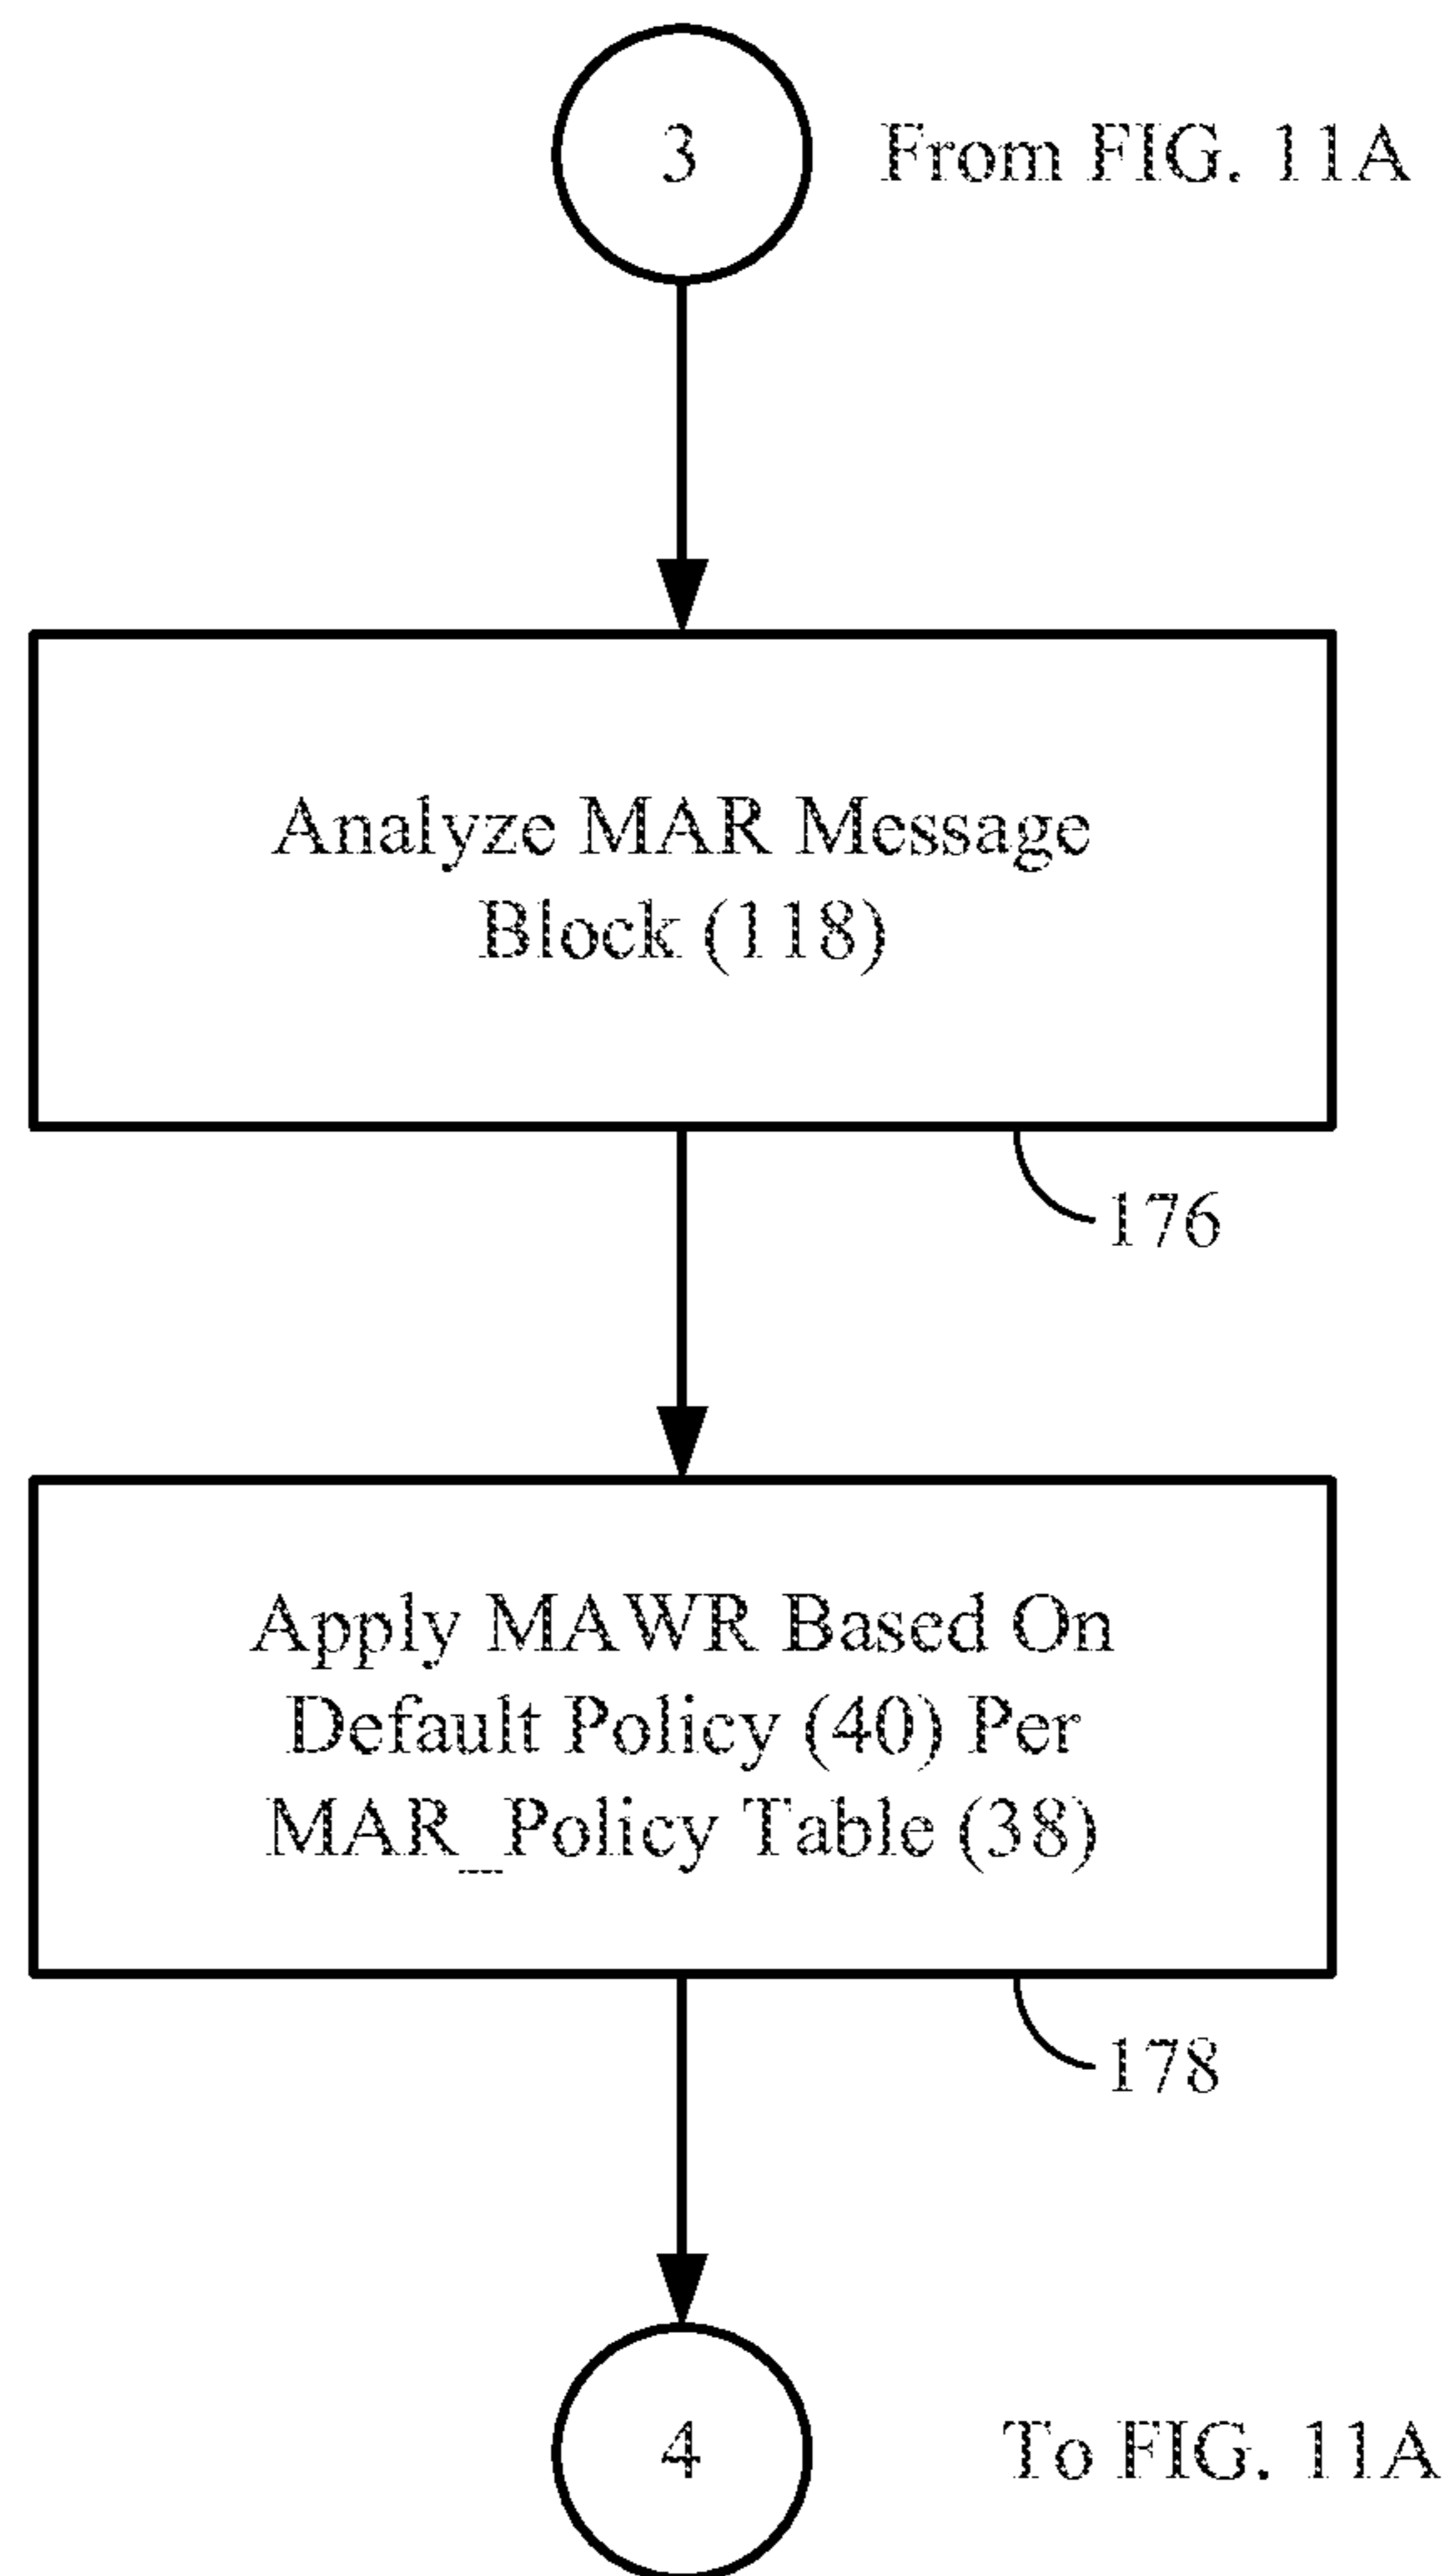 3 From FIG. 11A
Analyze MAR Message
Block (118)
176
Apply MAWR Based On
Default Policy (40) Per
MAR_Policy Table (38)
178
4 To FIG. 11A